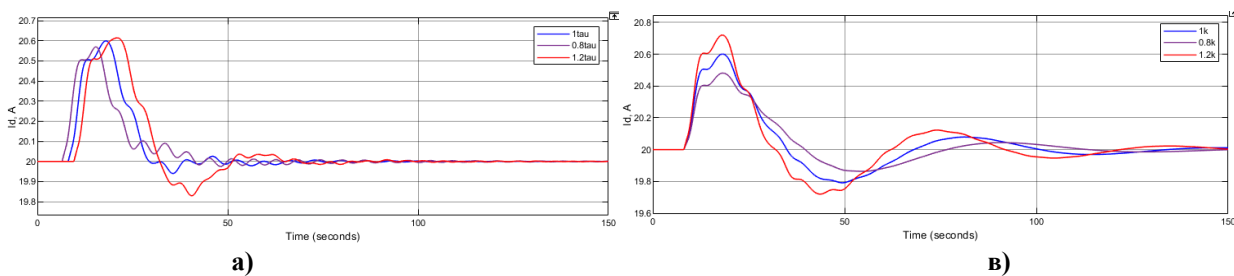 20.7
20.6
20.5
20.4
20.3
20.2
20.1
20
19.9
19.8
Id, A
1tau
0.8tau
1.2tau
0
50
100
150
Time (seconds)
а)
20.8
20.6
20.4
20.2
20
19.8
19.6
Id, A
1k
0.8k
1.2k
0
50
100
150
Time (seconds)
в)